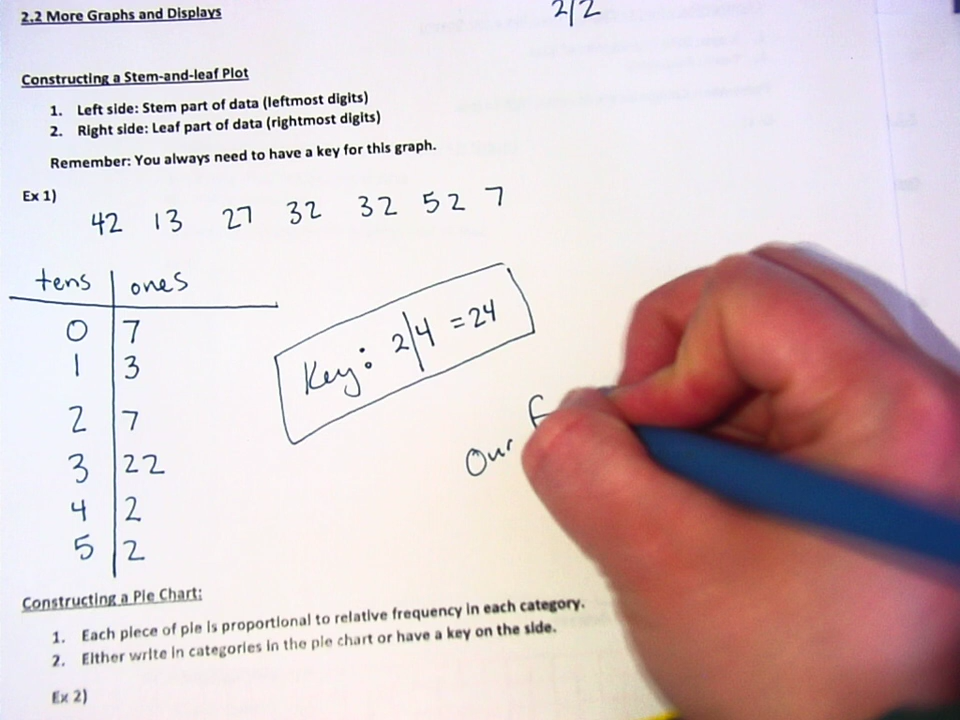 2.2 More Graphs and Displays
2/2
Constructing a Stem-and-leaf Plot
1. Left side: Stem part of data (leftmost digits)
2. Right side: Leaf part of data (rightmost digits)
Remember: You always need to have a key for this graph.
Ex 1)
42 13 27 32 32 52 7
tens | ones
0 | 7
1 | 3
2 | 7
3 | 22
4 | 2
5 | 2
Key: 2|4 = 24
Our
Constructing a Pie Chart:
1. Each piece of pie is proportional to relative frequency in each category.
2. Either write in categories in the pie chart or have a key on the side.
Ex 2)